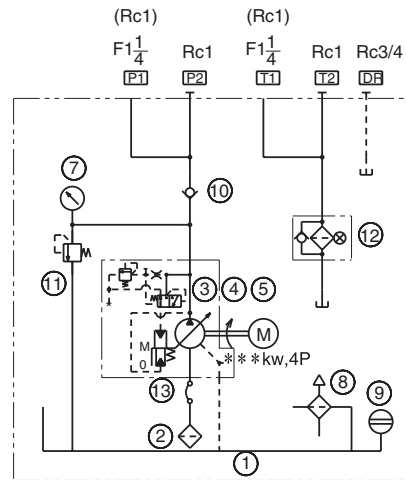 (Rc1) (Rc1)
F1 1/4 Rc1 F1 1/4 Rc1 Rc3/4
P1 P2 T1 T2 DR
7
10
12
11
3 4 5
M
M
0
***kw,4P
13
8
9
2
1